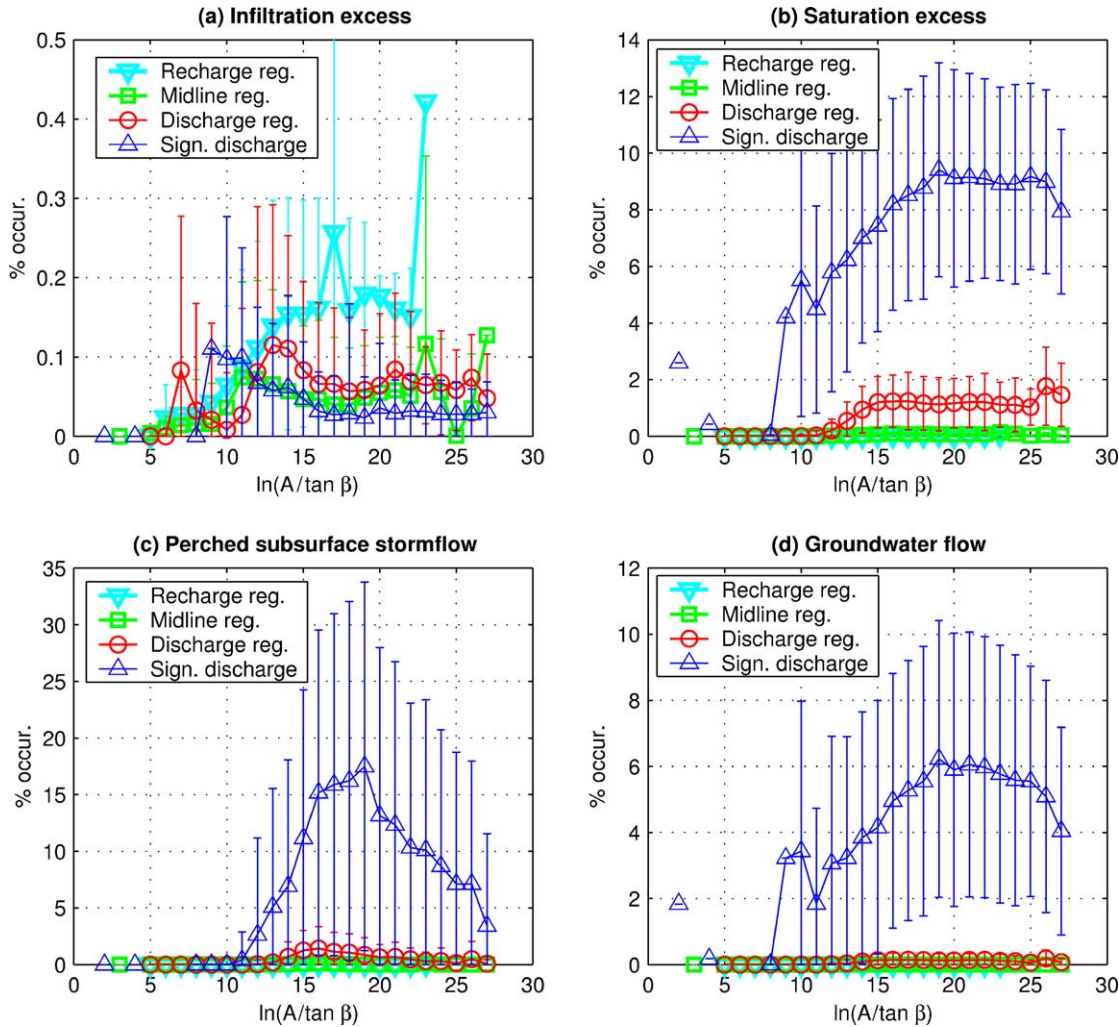 (a) Infiltration excess
0.5
0.4
0.3
0.2
0.1
0
% occur.
Recharge reg.
Midline reg.
Discharge reg.
Sign. discharge
0 5 10 15 20 25 30
ln(A/tan β)
(b) Saturation excess
14
12
10
8
6
4
2
0
% occur.
Recharge reg.
Midline reg.
Discharge reg.
Sign. discharge
0 5 10 15 20 25 30
ln(A/tan β)
(c) Perched subsurface stormflow
35
30
25
20
15
10
5
0
% occur.
Recharge reg.
Midline reg.
Discharge reg.
Sign. discharge
0 5 10 15 20 25 30
ln(A/tan β)
(d) Groundwater flow
12
10
8
6
4
2
0
% occur.
Recharge reg.
Midline reg.
Discharge reg.
Sign. discharge
0 5 10 15 20 25 30
ln(A/tan β)